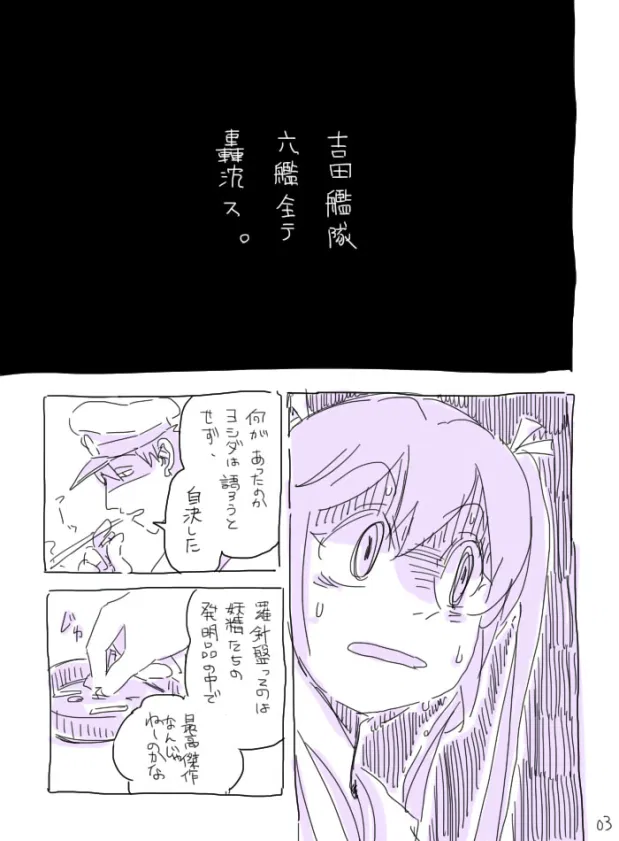 吉田艦隊
六艦全テ
轟沈ス。
何があったのか
ヨシダは語ろうと
せず、
自決した
羅針盤ってのは
妖精たちの
発明品の中で
最高傑作
なんじゃ
ねーのかな
じゅ
03